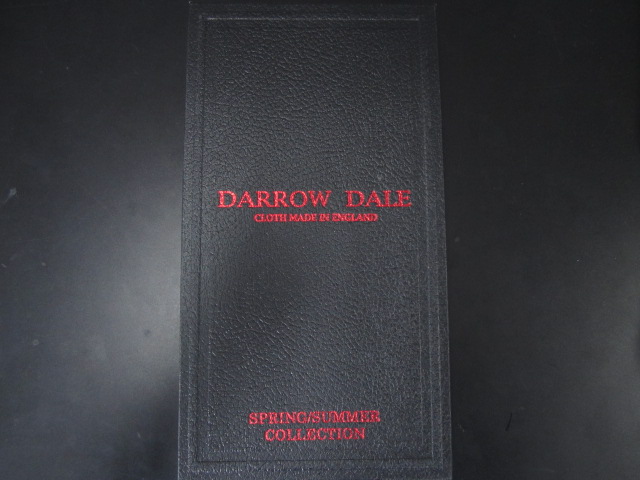 DARROW DALE
CLOTH MADE IN ENGLAND
SPRING/SUMMER
COLLECTION